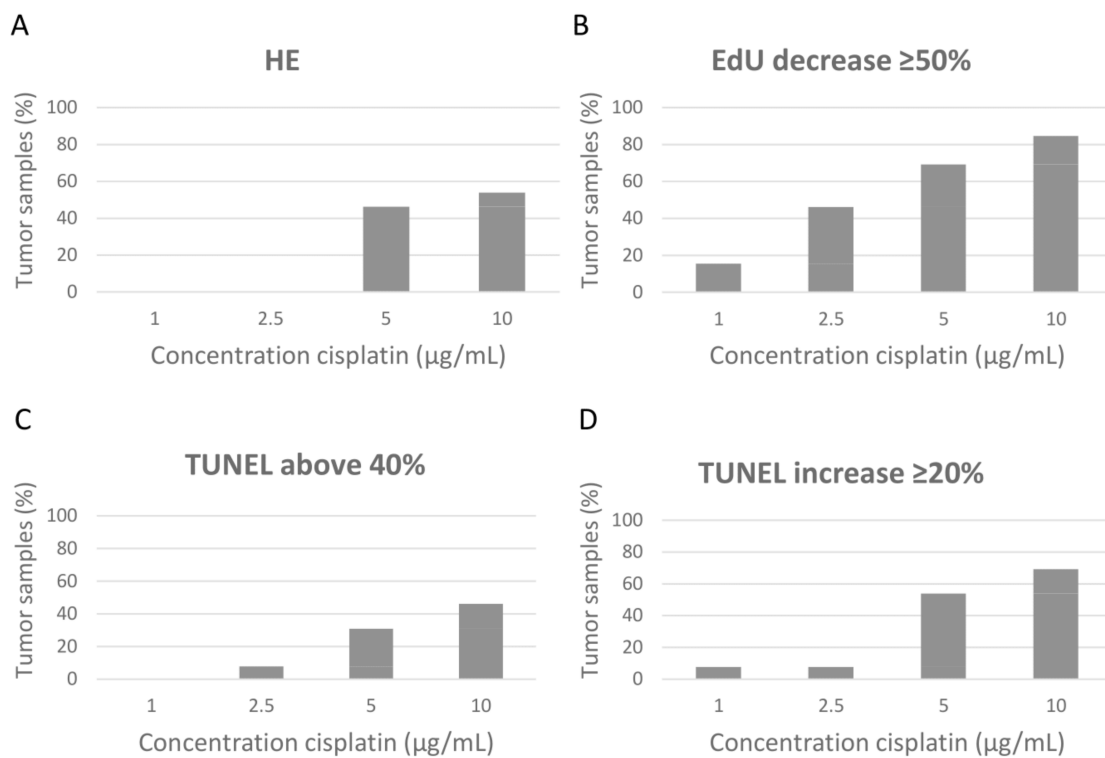 A
HE
Tumor samples (%)
100
80
60
40
20
0
1 2.5 5 10
Concentration cisplatin (µg/mL)
B
EdU decrease ≥50%
Tumor samples (%)
100
80
60
40
20
0
1 2.5 5 10
Concentration cisplatin (µg/mL)
C
TUNEL above 40%
Tumor samples (%)
100
80
60
40
20
0
1 2.5 5 10
Concentration cisplatin (µg/mL)
D
TUNEL increase ≥20%
Tumor samples (%)
100
80
60
40
20
0
1 2.5 5 10
Concentration cisplatin (µg/mL)